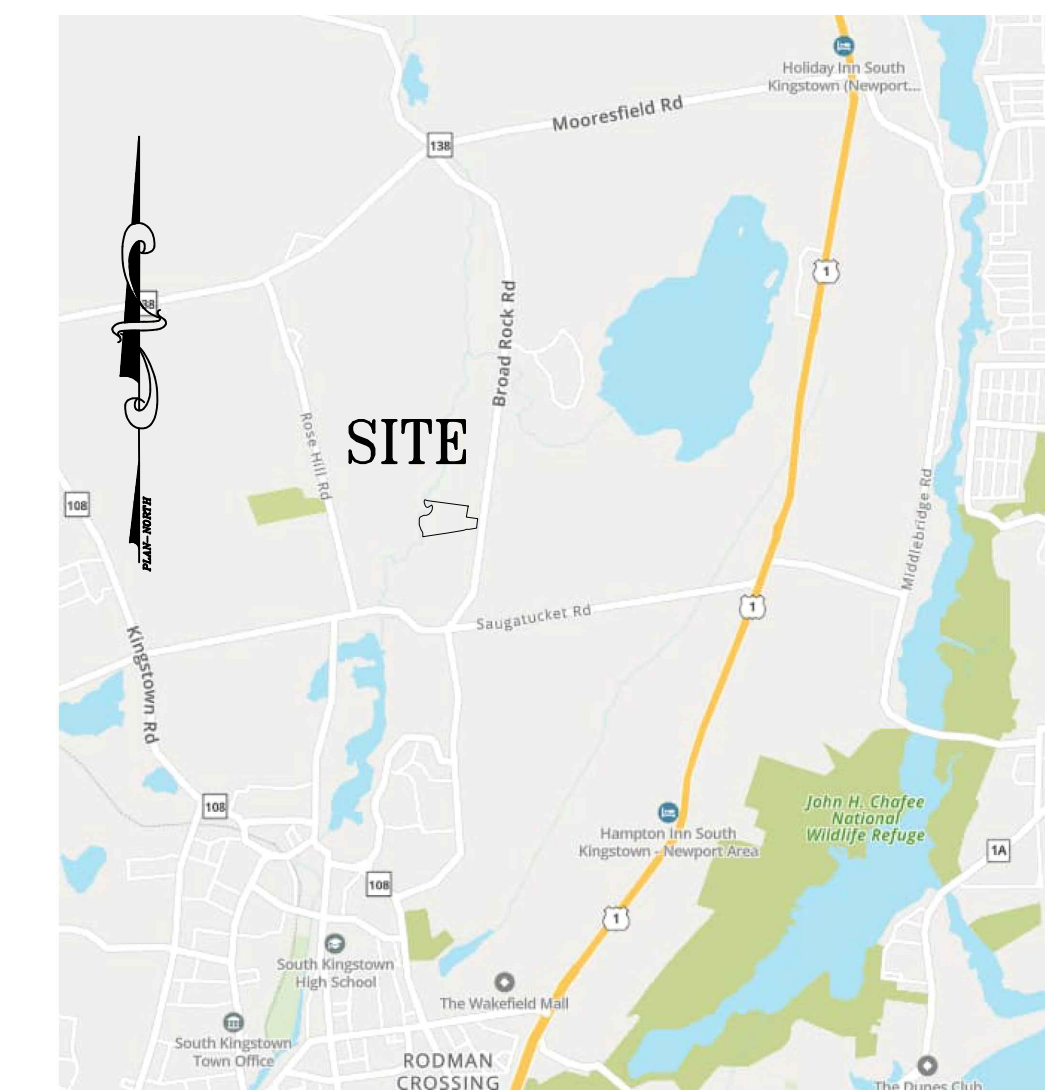 Holiday Inn South
Kingstown (Newport...
Mooresfield Rd
138
1
38
Broad Rock Rd
Rose Hill Rd
SITE
PLAN-NORTH
108
Middlebridge Rd
1
Saugatucket Rd
Kingstown Rd
108
John H. Chafee
National
Wildlife Refuge
Hampton Inn South
Kingstown - Newport Area
1A
108
1
South Kingstown
High School
The Wakefield Mall
South Kingstown
Town Office
RODMAN
CROSSING
The Dunes Club